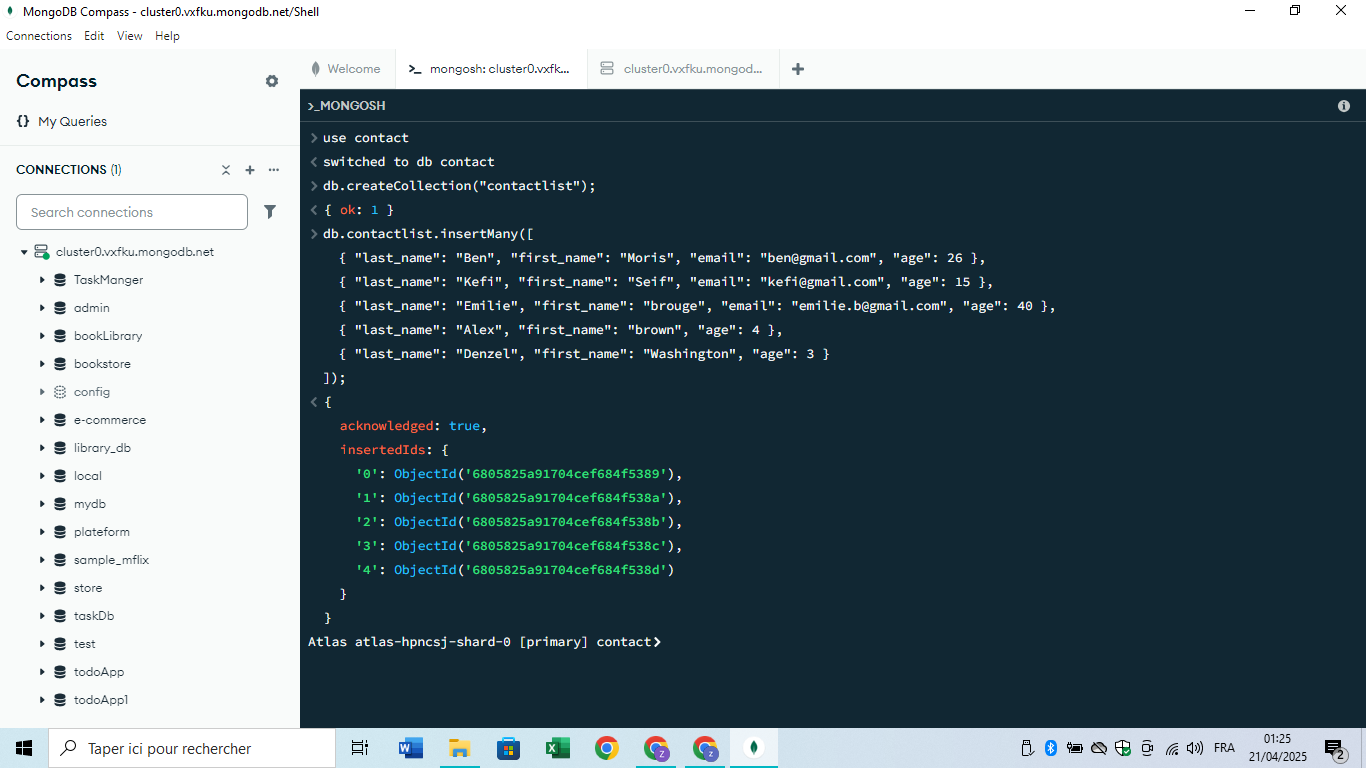 MongoDB Compass - cluster0.vxfku.mongodb.net/Shell
Connections Edit View Help
Compass
{} My Queries
CONNECTIONS (1)
Search connections
cluster0.vxfku.mongodb.net
TaskManger
admin
bookLibrary
bookstore
config
e-commerce
library_db
local
mydb
plateform
sample_mflix
store
taskDb
test
todoApp
todoApp1
Welcome
>_ mongosh: cluster0.vxfk...
cluster0.vxfku.mongod...
>_MONGOSH
> use contact
< switched to db contact
> db.createCollection("contactlist");
< { ok: 1 }
> db.contactlist.insertMany([
{ "last_name": "Ben", "first_name": "Moris", "email": "ben@gmail.com", "age": 26 },
{ "last_name": "Kefi", "first_name": "Seif", "email": "kefi@gmail.com", "age": 15 },
{ "last_name": "Emilie", "first_name": "brouge", "email": "emilie.b@gmail.com", "age": 40 },
{ "last_name": "Alex", "first_name": "brown", "age": 4 },
{ "last_name": "Denzel", "first_name": "Washington", "age": 3 }
]);
< {
acknowledged: true,
insertedIds: {
'0': ObjectId('6805825a91704cef684f5389'),
'1': ObjectId('6805825a91704cef684f538a'),
'2': ObjectId('6805825a91704cef684f538b'),
'3': ObjectId('6805825a91704cef684f538c'),
'4': ObjectId('6805825a91704cef684f538d')
}
}
Atlas atlas-hpncsj-shard-0 [primary] contact>
Taper ici pour rechercher
FRA
01:25
21/04/2025
2